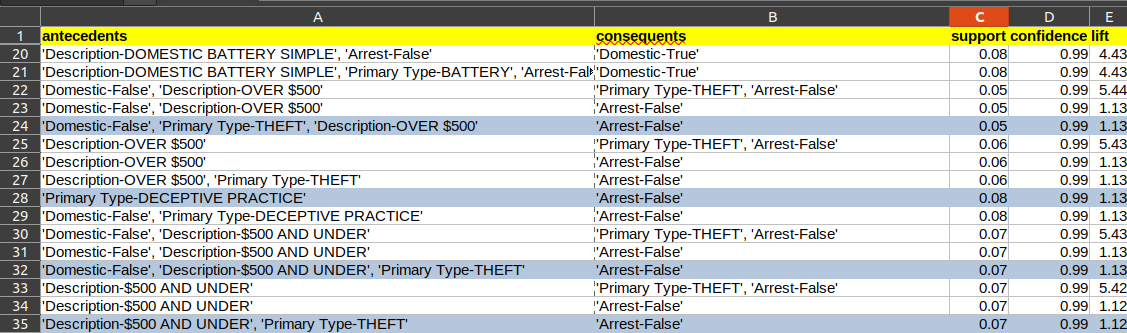 A B C D E
1 antecedents consequents support confidence lift
20 'Description-DOMESTIC BATTERY SIMPLE', 'Arrest-False' 'Domestic-True' 0.08 0.99 4.43
21 'Description-DOMESTIC BATTERY SIMPLE', 'Primary Type-BATTERY', 'Arrest-Fal 'Domestic-True' 0.08 0.99 4.43
22 'Domestic-False', 'Description-OVER $500' 'Primary Type-THEFT', 'Arrest-False' 0.05 0.99 5.44
23 'Domestic-False', 'Description-OVER $500' 'Arrest-False' 0.05 0.99 1.13
24 'Domestic-False', 'Primary Type-THEFT', 'Description-OVER $500' 'Arrest-False' 0.05 0.99 1.13
25 'Description-OVER $500' 'Primary Type-THEFT', 'Arrest-False' 0.06 0.99 5.43
26 'Description-OVER $500' 'Arrest-False' 0.06 0.99 1.13
27 'Description-OVER $500', 'Primary Type-THEFT' 'Arrest-False' 0.06 0.99 1.13
28 'Primary Type-DECEPTIVE PRACTICE' 'Arrest-False' 0.08 0.99 1.13
29 'Domestic-False', 'Primary Type-DECEPTIVE PRACTICE' 'Arrest-False' 0.08 0.99 1.13
30 'Domestic-False', 'Description-$500 AND UNDER' 'Primary Type-THEFT', 'Arrest-False' 0.07 0.99 5.43
31 'Domestic-False', 'Description-$500 AND UNDER' 'Arrest-False' 0.07 0.99 1.13
32 'Domestic-False', 'Description-$500 AND UNDER', 'Primary Type-THEFT' 'Arrest-False' 0.07 0.99 1.13
33 'Description-$500 AND UNDER' 'Primary Type-THEFT', 'Arrest-False' 0.07 0.99 5.42
34 'Description-$500 AND UNDER' 'Arrest-False' 0.07 0.99 1.12
35 'Description-$500 AND UNDER', 'Primary Type-THEFT' 'Arrest-False' 0.07 0.99 1.12